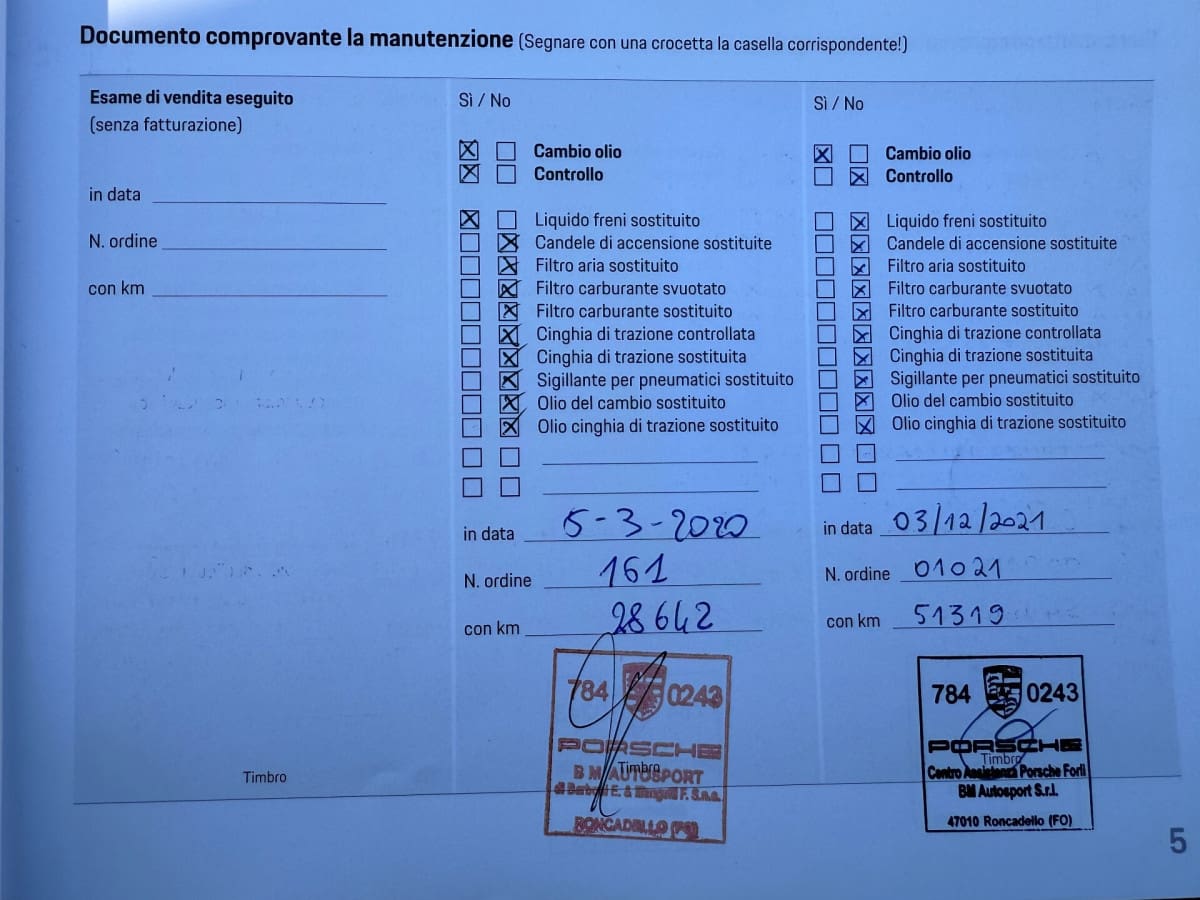 Documento comprovante la manutenzione (Segnare con una crocetta la casella corrispondente!)
Esame di vendita eseguito
(senza fatturazione)
in data
N. ordine
con km
Timbro
Sì / No
Cambio olio
Controllo
Liquido freni sostituito
Candele di accensione sostituite
Filtro aria sostituito
Filtro carburante svuotato
Filtro carburante sostituito
Cinghia di trazione controllata
Cinghia di trazione sostituita
Sigillante per pneumatici sostituito
Olio del cambio sostituito
Olio cinghia di trazione sostituito
in data 5-3-2020
N. ordine 161
con km 28642
784 0243
PORSCHE
Timbro
B M AUTOSPORT
di E. & F. S.n.c.
RONCADELLO (FO)
Sì / No
Cambio olio
Controllo
Liquido freni sostituito
Candele di accensione sostituite
Filtro aria sostituito
Filtro carburante svuotato
Filtro carburante sostituito
Cinghia di trazione controllata
Cinghia di trazione sostituita
Sigillante per pneumatici sostituito
Olio del cambio sostituito
Olio cinghia di trazione sostituito
in data 03/12/2021
N. ordine 01021
con km 51319
784 0243
PORSCHE
Timbro
Centro Assistenza Porsche Forlì
BM Autosport S.r.l.
47010 Roncadello (FO)
5